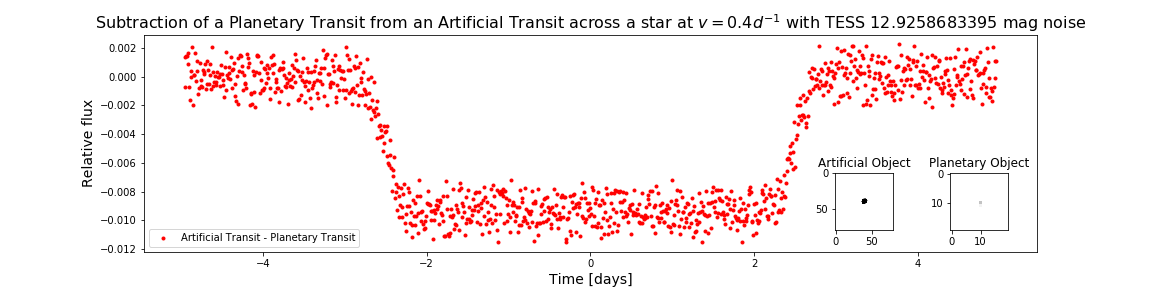 Subtraction of a Planetary Transit from an Artificial Transit across a star at v = 0.4d⁻¹ with TESS 12.9258683395 mag noise
Relative flux
0.002
0.000
−0.002
−0.004
−0.006
−0.008
−0.010
−0.012
Artificial Transit - Planetary Transit
Artificial Object
0
50
0 50
Planetary Object
0
10
0 10
−4 −2 0 2 4
Time [days]